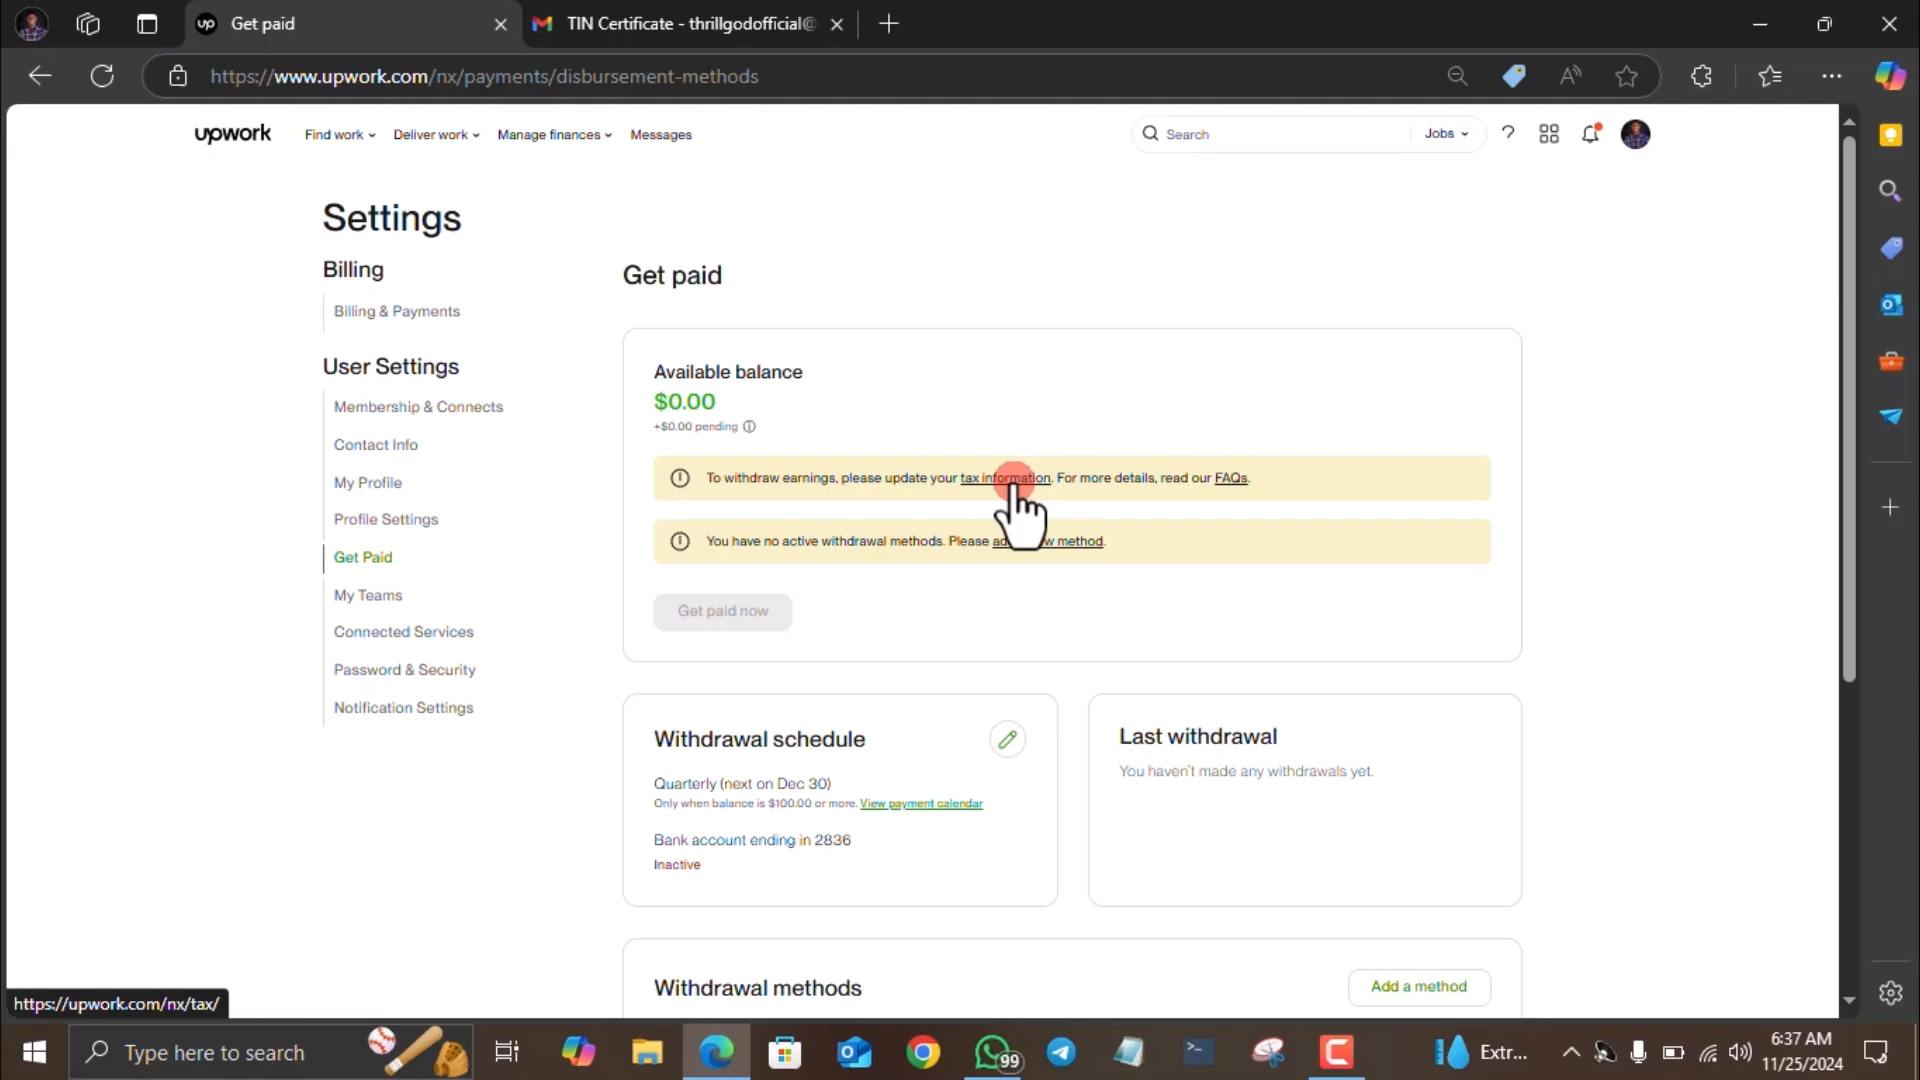 Get paid
TIN Certificate - thrillgodofficial@
https://www.upwork.com/nx/payments/disbursement-methods
upwork
Find work
Deliver work
Manage finances
Messages
Search
Jobs
Settings
Billing
Billing & Payments
User Settings
Membership & Connects
Contact Info
My Profile
Profile Settings
Get Paid
My Teams
Connected Services
Password & Security
Notification Settings
Get paid
Available balance
$0.00
+$0.00 pending
To withdraw earnings, please update your tax information. For more details, read our FAQs.
You have no active withdrawal methods. Please method.
Get paid now
Withdrawal schedule
Quarterly (next on Dec 30)
Only when balance is $100.00 or more. View payment calendar
Bank account ending in 2836
Inactive
Last withdrawal
You haven't made any withdrawals yet.
Withdrawal methods
Add a method
https://upwork.com/nx/tax/
Type here to search
99
Extr...
6:37 AM
11/25/2024